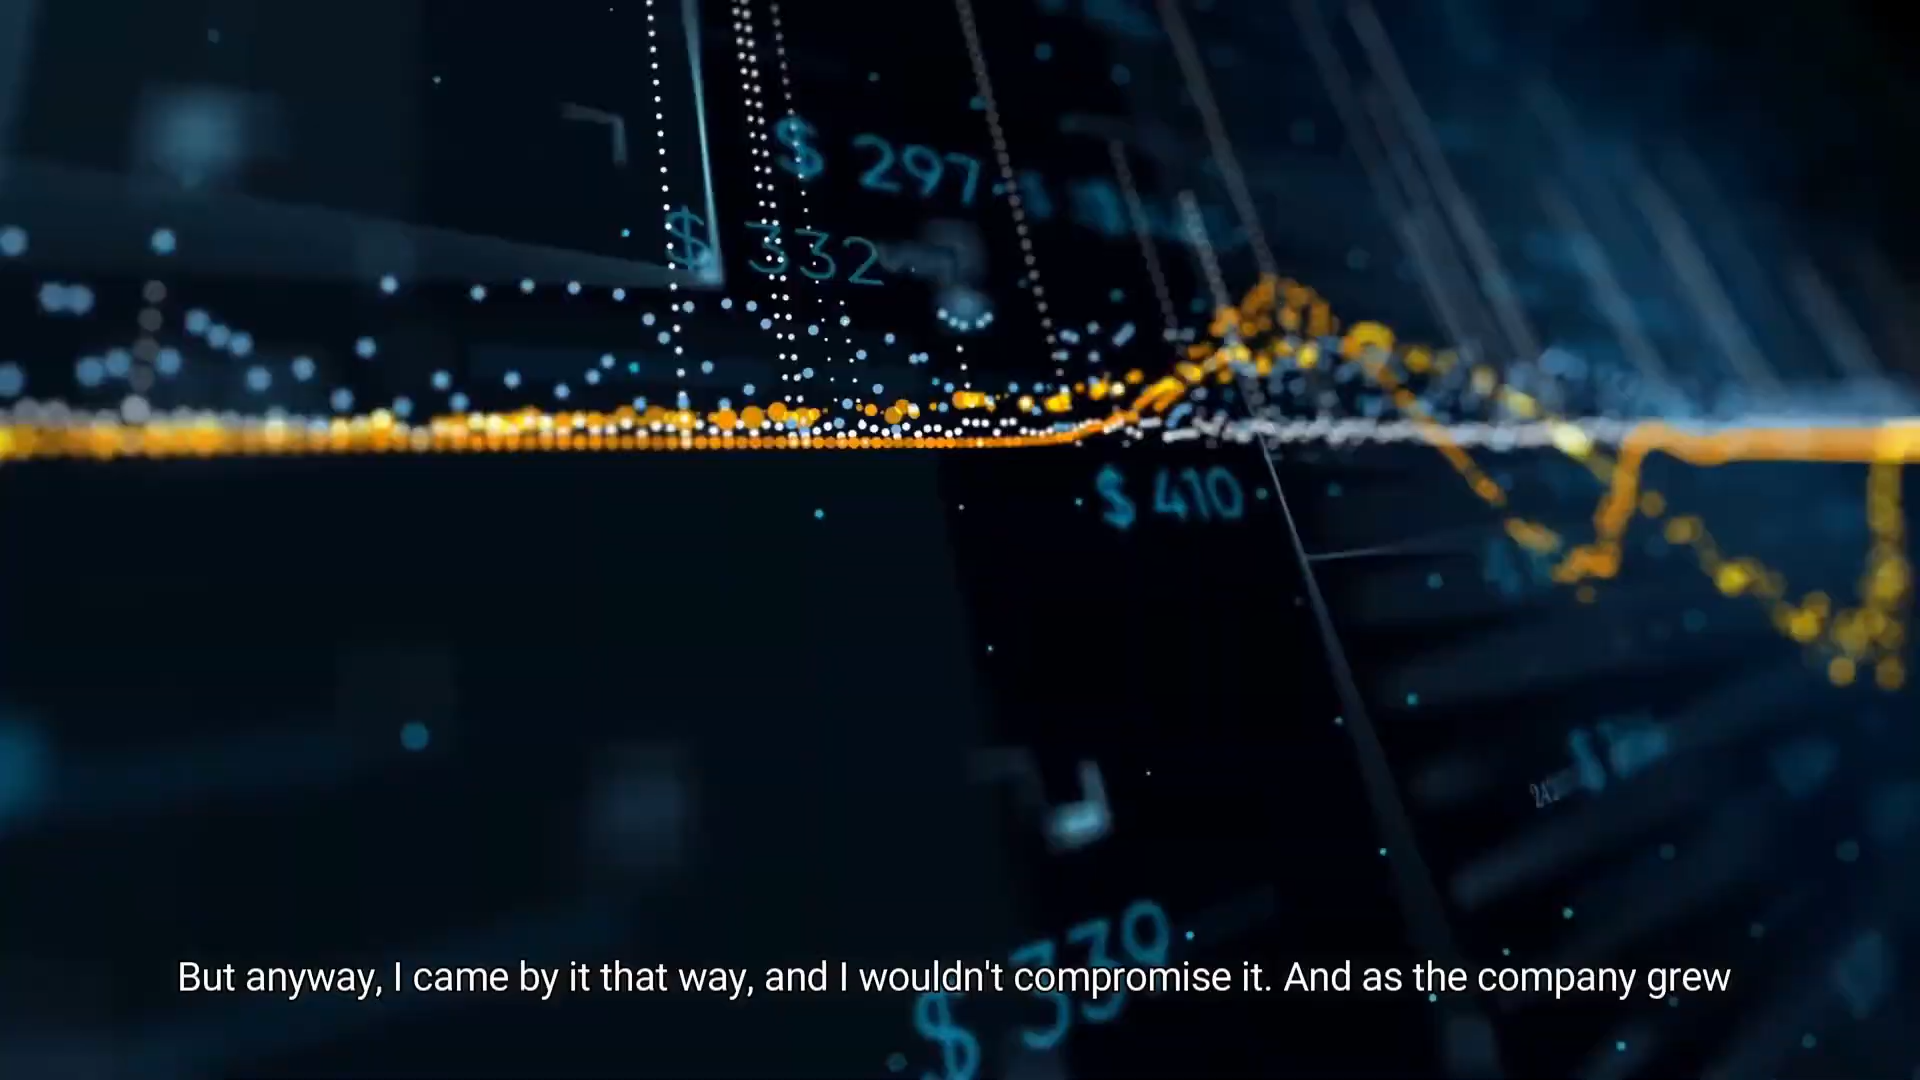 $ 297
$ 332
$ 410
$ 339
But anyway, I came by it that way, and I wouldn't compromise it. And as the company grew